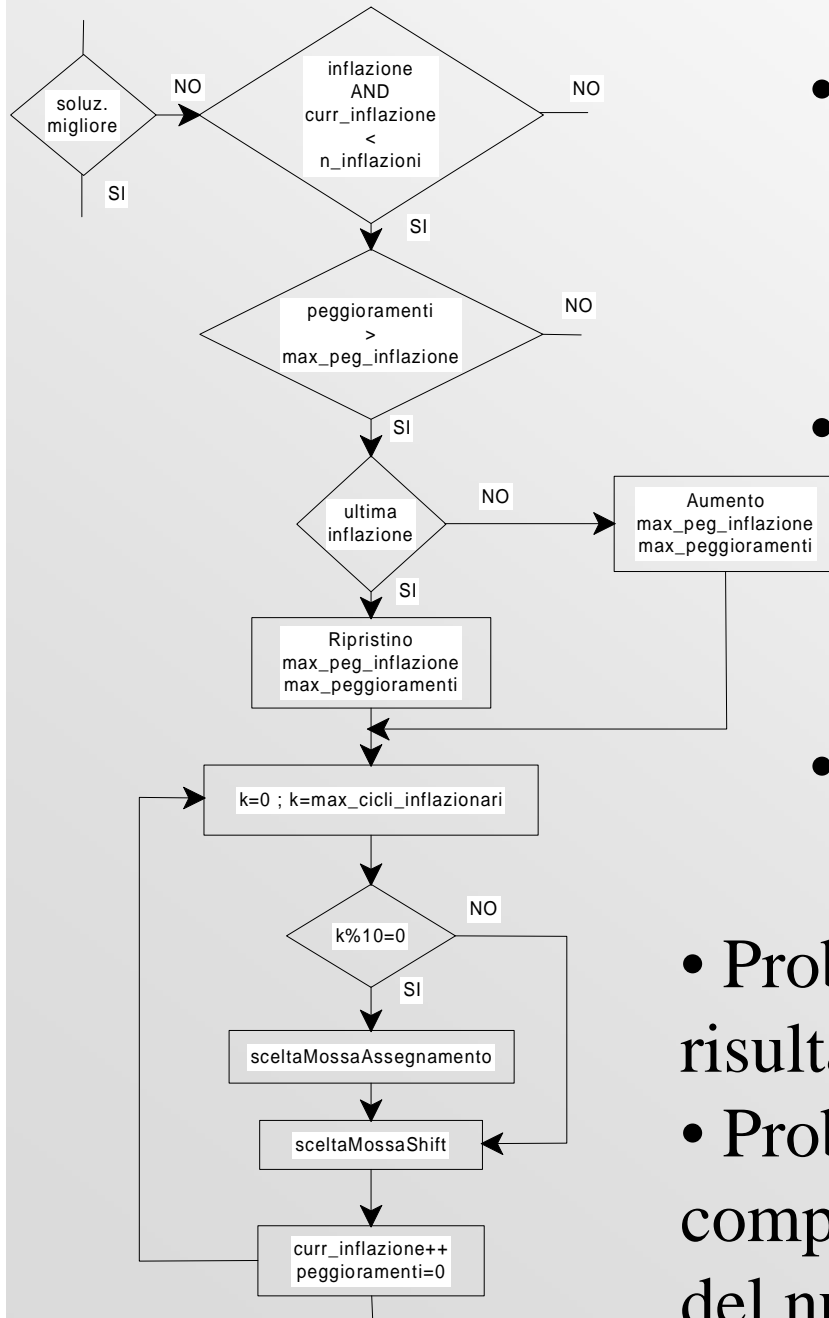 soluz.
migliore
NO
SI
inflazione
AND
curr_inflazione
<
n_inflazioni
NO
SI
peggioramenti
>
max_peg_inflazione
NO
SI
ultima
inflazione
NO
SI
Aumento
max_peg_inflazione
max_peggioramenti
Ripristino
max_peg_inflazione
max_peggioramenti
k=0 ; k=max_cicli_inflazionari
k%10=0
NO
SI
sceltaMossaAssegnamento
sceltaMossaShift
curr_inflazione++
peggioramenti=0
•
•
•
•
•
del